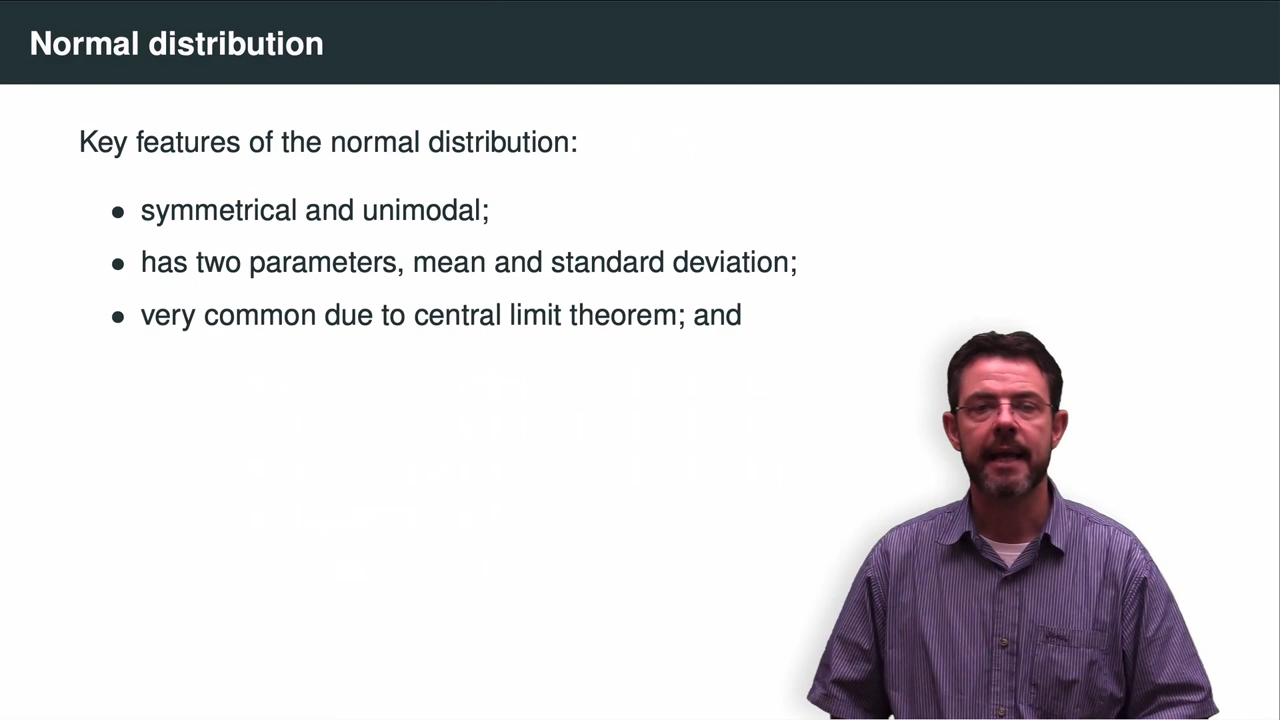 Normal distribution
Key features of the normal distribution:
• symmetrical and unimodal;
• has two parameters, mean and standard deviation;
• very common due to central limit theorem; and